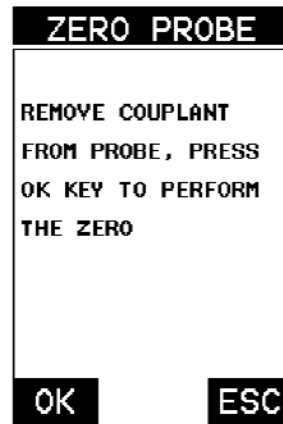 ZERO PROBE
REMOVE COUPLANT
FROM PROBE, PRESS
OK KEY TO PERFORM
THE ZERO
OK ESC